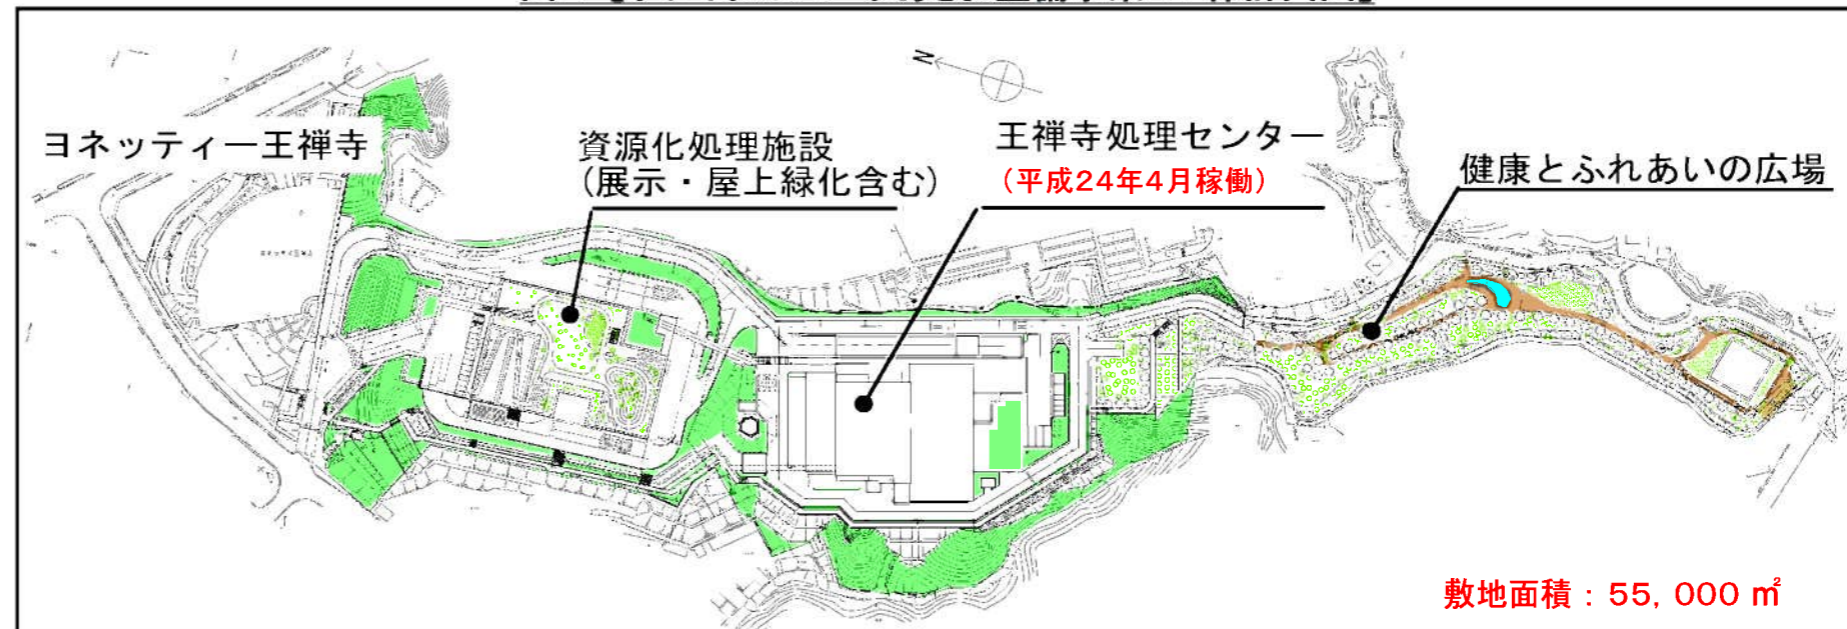 N
ヨネッティー王禅寺
資源化処理施設
(展示・屋上緑化含む)
王禅寺処理センター
(平成24年4月稼働)
健康とふれあいの広場
敷地面積：55,000 ㎡